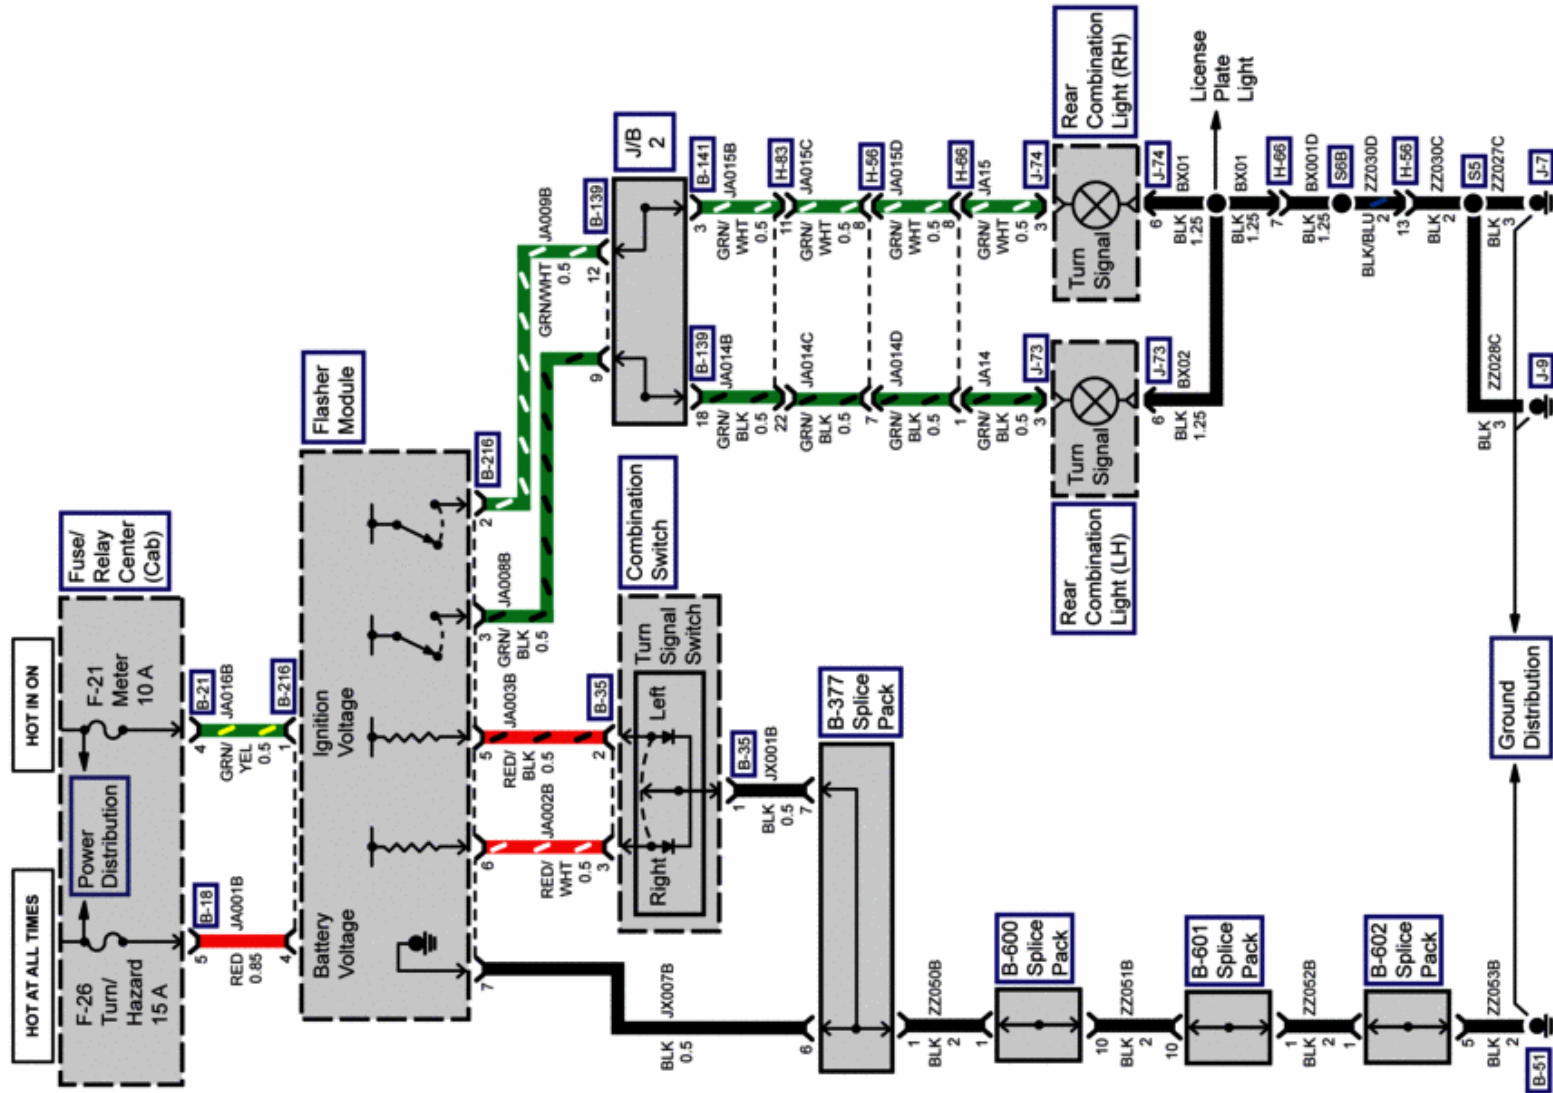 HOT AT ALL TIMES
HOT IN ON
Fuse/
Relay
Center
(Cab)
F-26
Turn/
Hazard
15 A
Power
Distribution
F-21
Meter
10 A
5
B-18
JA001B
RED
0.85
4
4
B-21
JA016B
GRN/
YEL
0.5
1
B-216
Flasher
Module
Battery
Voltage
Ignition
Voltage
7
6
5
3
2
B-216
JX007B
BLK
0.5
6
JA002B
RED/
WHT
0.5
3
JA003B
RED/
BLK
0.5
2
B-35
JA008B
GRN/
BLK
0.5
9
JA009B
GRN/WHT
0.5
12
B-139
Combination
Switch
Turn
Signal
Switch
Right
Left
1
B-35
JX001B
BLK
0.5
7
B-377
Splice
Pack
1
ZZ050B
BLK
2
1
B-600
Splice
Pack
10
ZZ051B
BLK
2
10
B-601
Splice
Pack
1
ZZ052B
BLK
2
1
B-602
Splice
Pack
5
ZZ053B
BLK
2
B-51
J/B
2
18
B-139
JA014B
GRN/
BLK
0.5
22
JA014C
GRN/
BLK
0.5
7
JA014D
GRN/
BLK
0.5
1
JA14
GRN/
BLK
0.5
3
J-73
3
B-141
JA015B
GRN/
WHT
0.5
11
H-83
JA015C
GRN/
WHT
0.5
8
H-56
JA015D
GRN/
WHT
0.5
8
H-66
JA15
GRN/
WHT
0.5
3
J-74
Rear
Combination
Light (LH)
Turn
Signal
Rear
Combination
Light (RH)
Turn
Signal
6
J-73
BX02
BLK
1.25
6
J-74
BX01
BLK
1.25
License
Plate
Light
BX01
BLK
1.25
7
H-66
BX001D
BLK
1.25
S6B
ZZ030D
BLK/BLU
2
13
H-56
ZZ030C
BLK
2
S5
ZZ027C
BLK
3
J-7
ZZ028C
BLK
3
J-9
Ground
Distribution